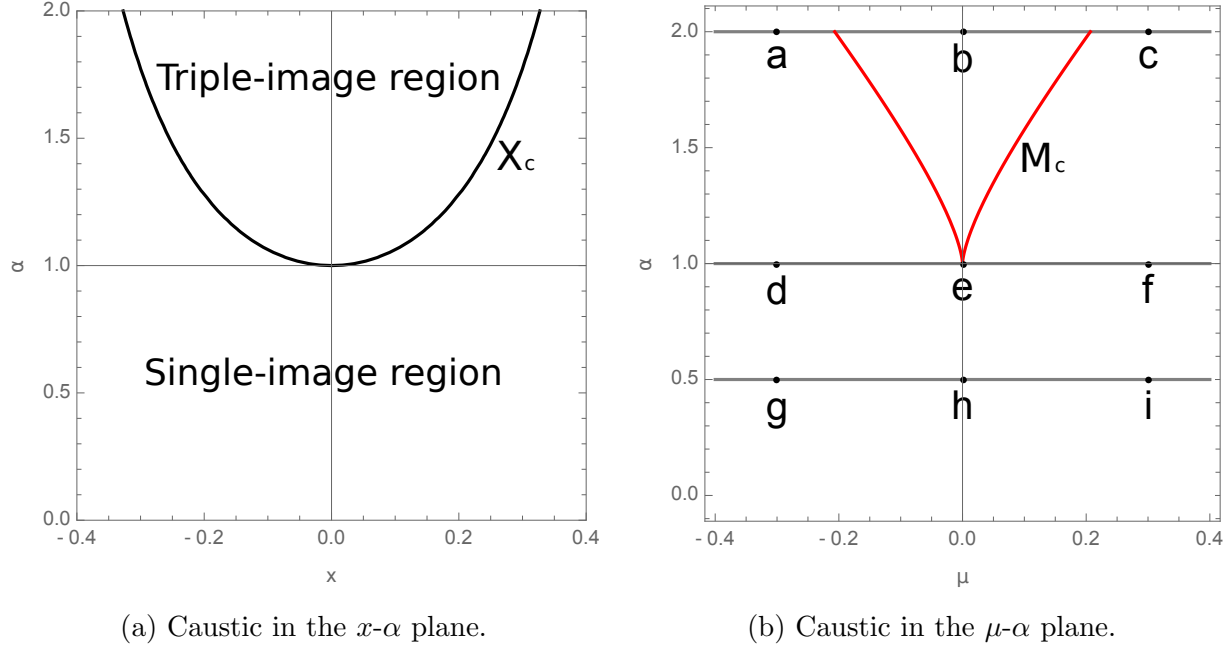 2.0
1.5
1.0
0.5
0.0
α
- 0.4
- 0.2
0.0
0.2
0.4
x
Triple-image region
Xc
Single-image region
(a) Caustic in the x-α plane.
2.0
1.5
1.0
0.5
0.0
α
- 0.4
- 0.2
0.0
0.2
0.4
μ
a
b
c
Mc
d
e
f
g
h
i
(b) Caustic in the μ-α plane.